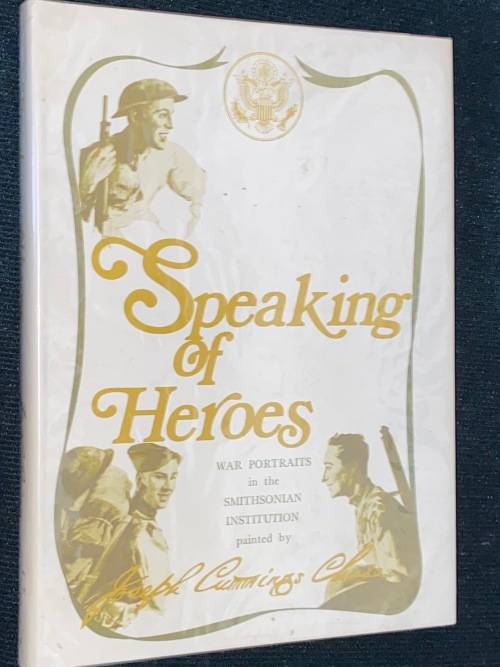 Speaking
of
Heroes
WAR PORTRAITS
in the
SMITHSONIAN
INSTITUTION
painted by
Joseph Cummings Chase